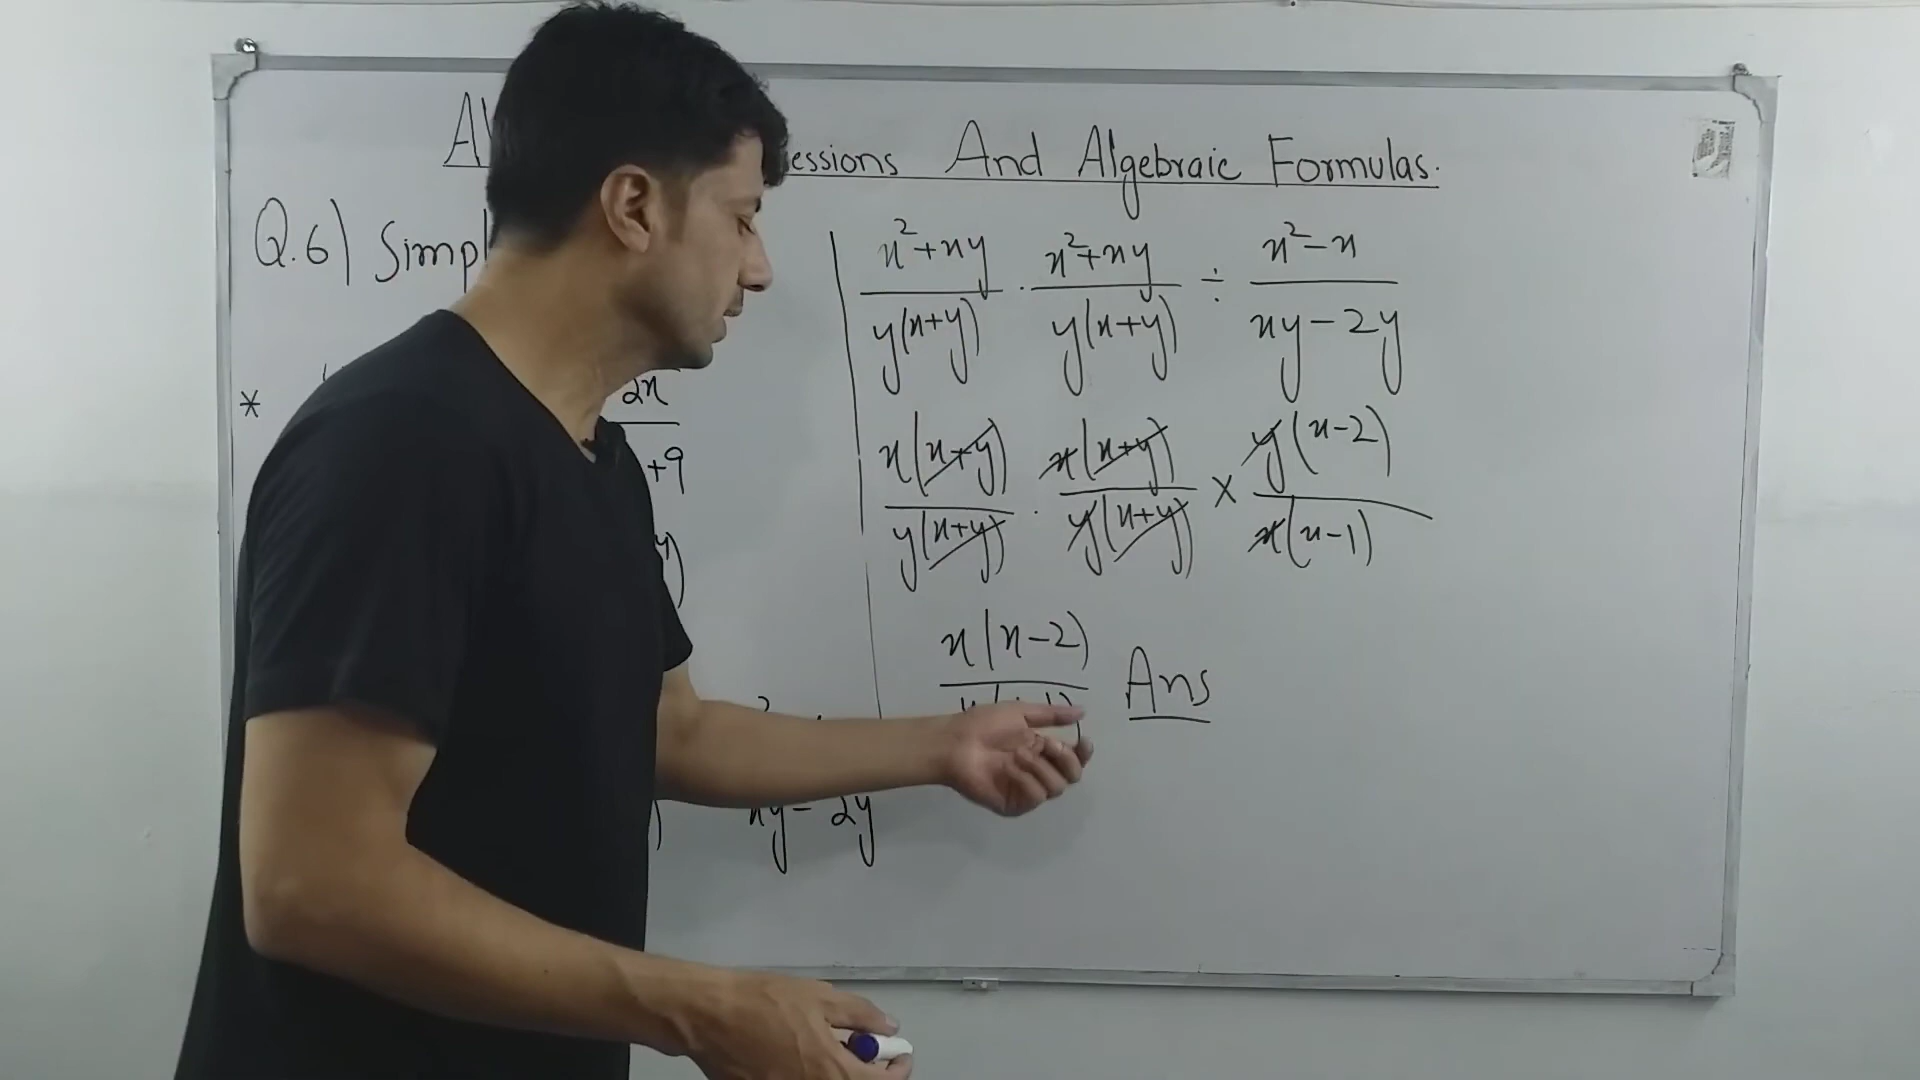 essions And Algebraic Formulas.
Q.6) Simpl
*
2x
+9
y)
xy - 2y
x²+xy / y(x+y) . x²+xy / y(x+y) ÷ x²-x / xy-2y
x(x+y) / y(x+y) . x(x+y) / y(x+y) × y(x-2) / x(x-1)
x(x-2) Ans